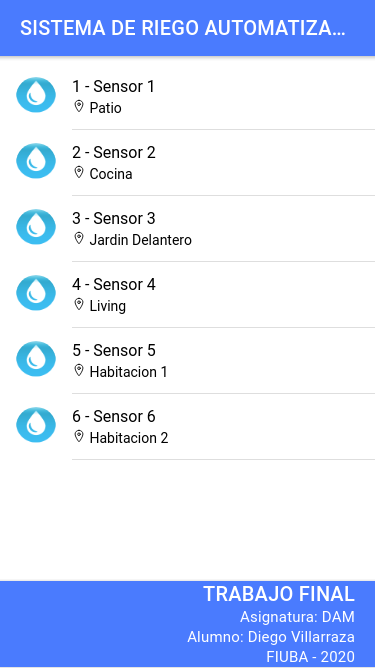 SISTEMA DE RIEGO AUTOMATIZA...
1 - Sensor 1
Patio
2 - Sensor 2
Cocina
3 - Sensor 3
Jardin Delantero
4 - Sensor 4
Living
5 - Sensor 5
Habitacion 1
6 - Sensor 6
Habitacion 2
TRABAJO FINAL
Asignatura: DAM
Alumno: Diego Villarraza
FIUBA - 2020